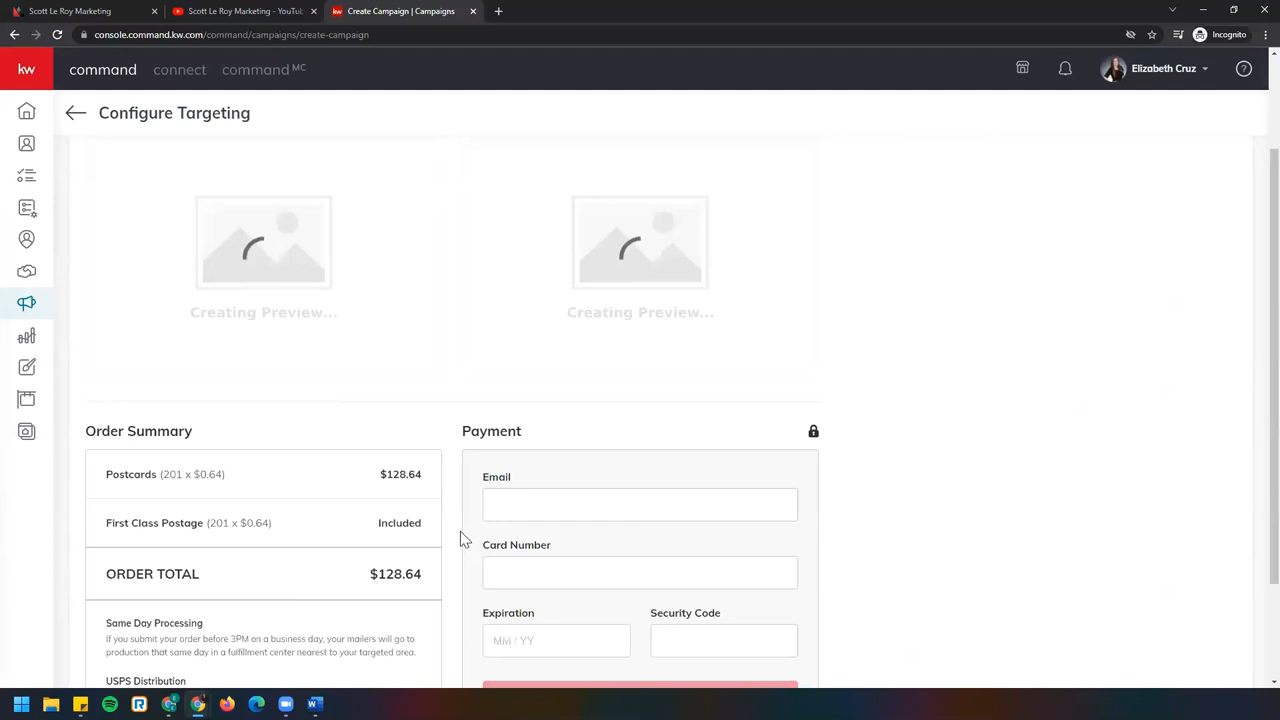 Scott Le Roy Marketing
Scott Le Roy Marketing - YouTu
Create Campaign | Campaigns
console.command.kw.com/command/campaigns/create-campaign
Incognito
kw
command
connect
command MC
Elizabeth Cruz
Configure Targeting
Creating Preview...
Creating Preview...
Order Summary
Payment
Postcards (201 x $0.64)
$128.64
First Class Postage (201 x $0.64)
Included
ORDER TOTAL
$128.64
Same Day Processing
If you submit your order before 3PM on a business day, your mailers will go to
production that same day in a fulfillment center nearest to your targeted area.
USPS Distribution
Email
Card Number
Expiration
Security Code
MM / YY